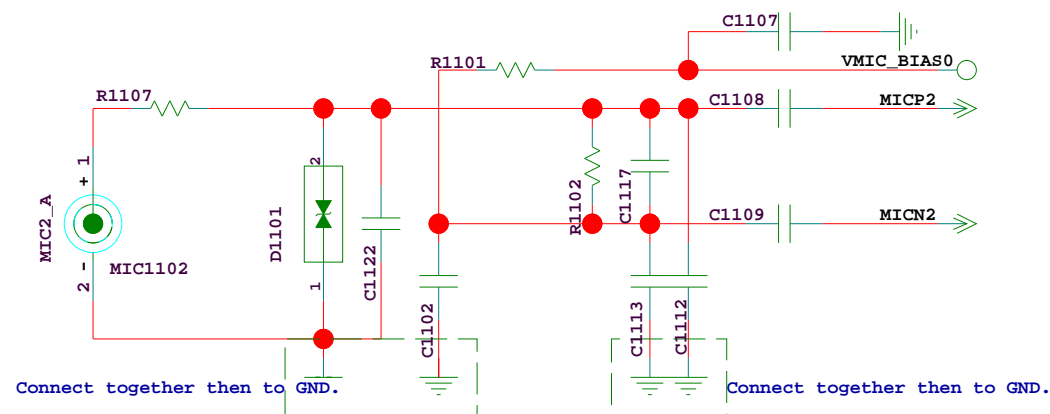 C1107
R1101
VMIC_BIAS0
R1107
C1108
MICP2
1
+
2
MIC2_A
D1101
R1102
C1117
C1109
MICN2
MIC1102
-
2
1
C1122
C1102
C1113
C1112
Connect together then to GND.
Connect together then to GND.